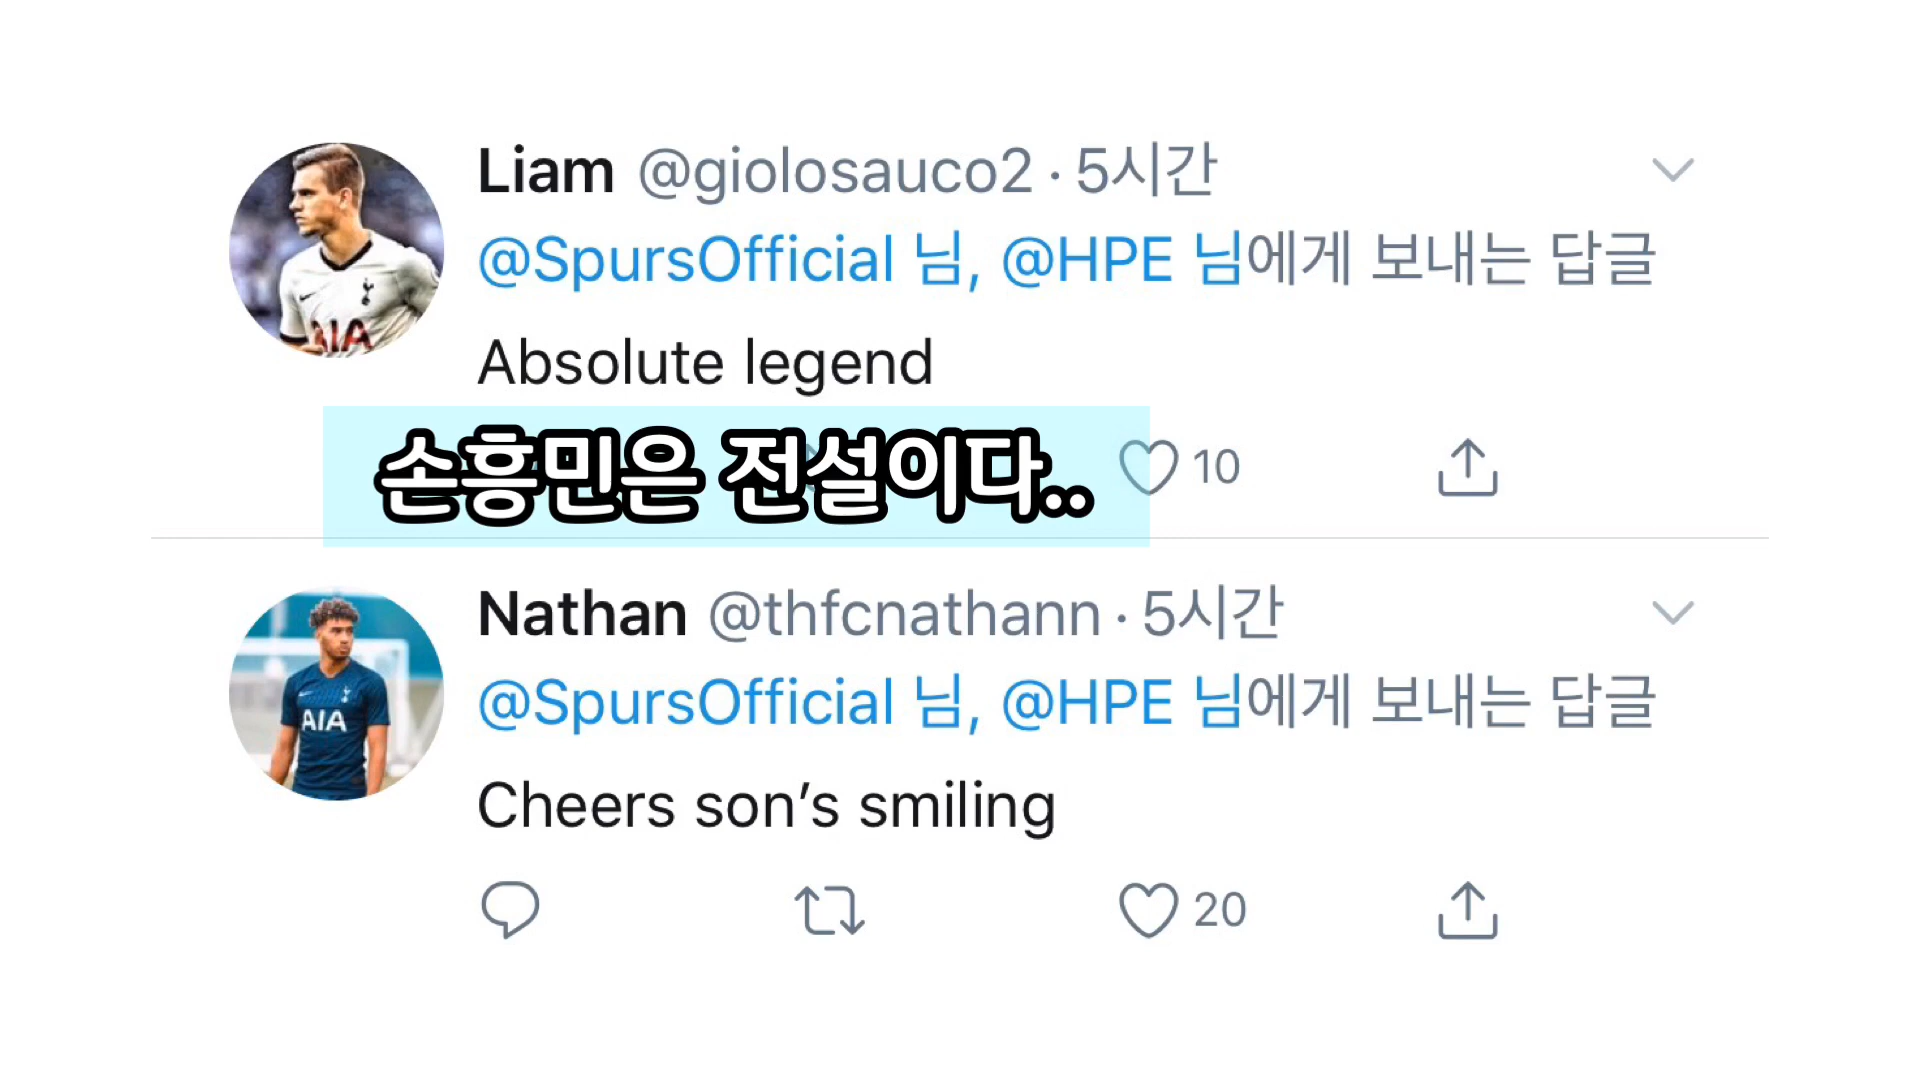 Liam @giolosauco2 · 5시간
@SpursOfficial 님, @HPE 님에게 보내는 답글
Absolute legend
손흥민은 전설이다..
10
Nathan @thfcnathann · 5시간
@SpursOfficial 님, @HPE 님에게 보내는 답글
Cheers son’s smiling
20
AIA
AIA